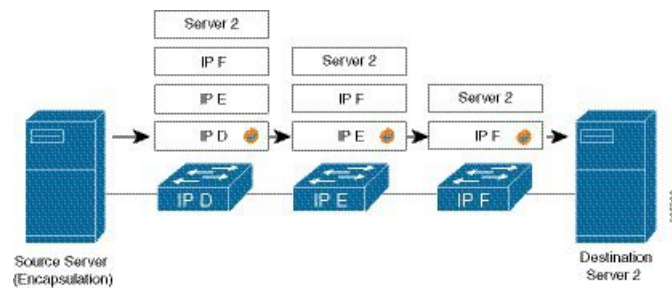 Server 2
IP F
IP E
IP D
Server 2
IP F
IP E
Server 2
IP F
IP D
IP E
IP F
Source Server
(Encapsulation)
Destination
Server 2